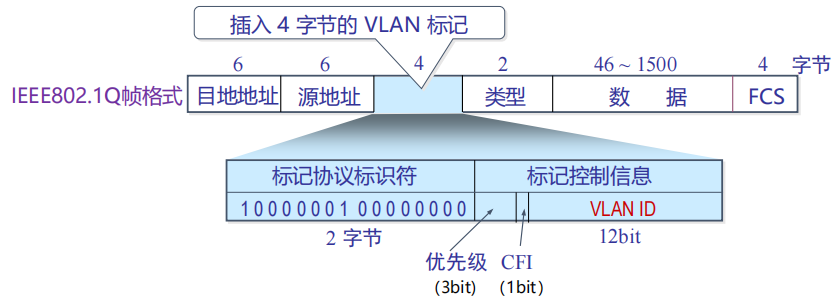 插入 4 字节的 VLAN 标记
6 6 4 2 46 ~ 1500 4 字节
IEEE802.1Q帧格式 目地地址 源地址 类型 数 据 FCS
标记协议标识符 标记控制信息
10000001 00000000 VLAN ID
2 字节 12bit
优先级 CFI
(3bit) (1bit)